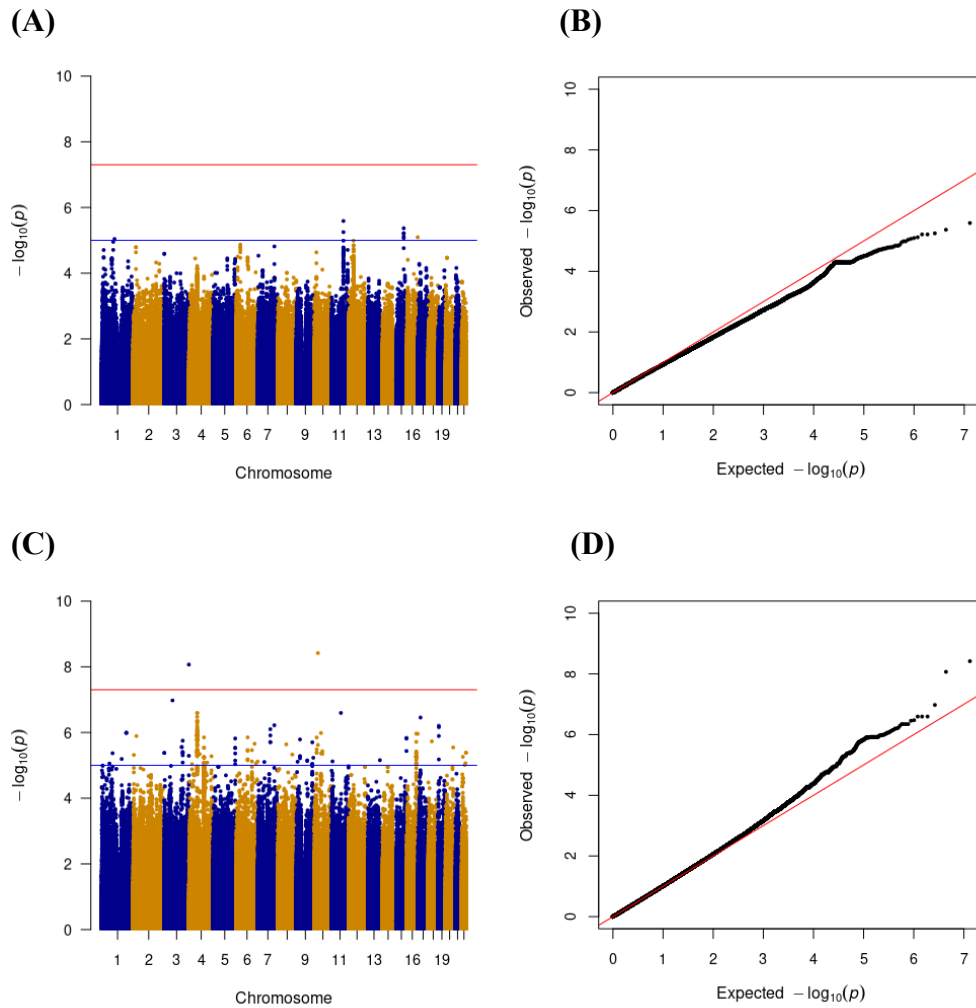 (A)
10
8
6
4
2
0
−log10(p)
1 2 3 4 5 6 7 9 11 13 16 19
Chromosome
(B)
10
8
6
4
2
0
Observed −log10(p)
0 1 2 3 4 5 6 7
Expected −log10(p)
(C)
10
8
6
4
2
0
−log10(p)
1 2 3 4 5 6 7 9 11 13 16 19
Chromosome
(D)
10
8
6
4
2
0
Observed −log10(p)
0 1 2 3 4 5 6 7
Expected −log10(p)